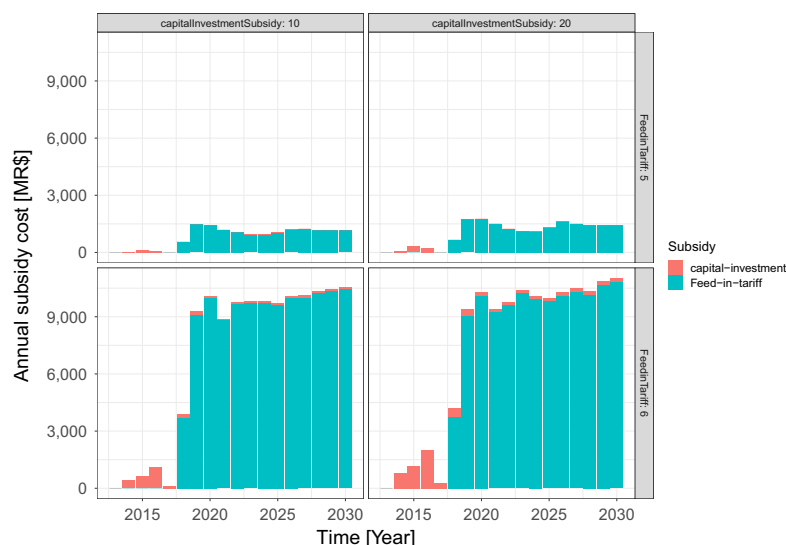 capitalInvestmentSubsidy: 10
capitalInvestmentSubsidy: 20
Annual subsidy cost [MR$]
9,000
6,000
3,000
0
FeedinTariff: 5
9,000
6,000
3,000
0
FeedinTariff: 6
Subsidy
capital−investment
Feed−in−tariff
2015
2020
2025
2030
2015
2020
2025
2030
Time [Year]